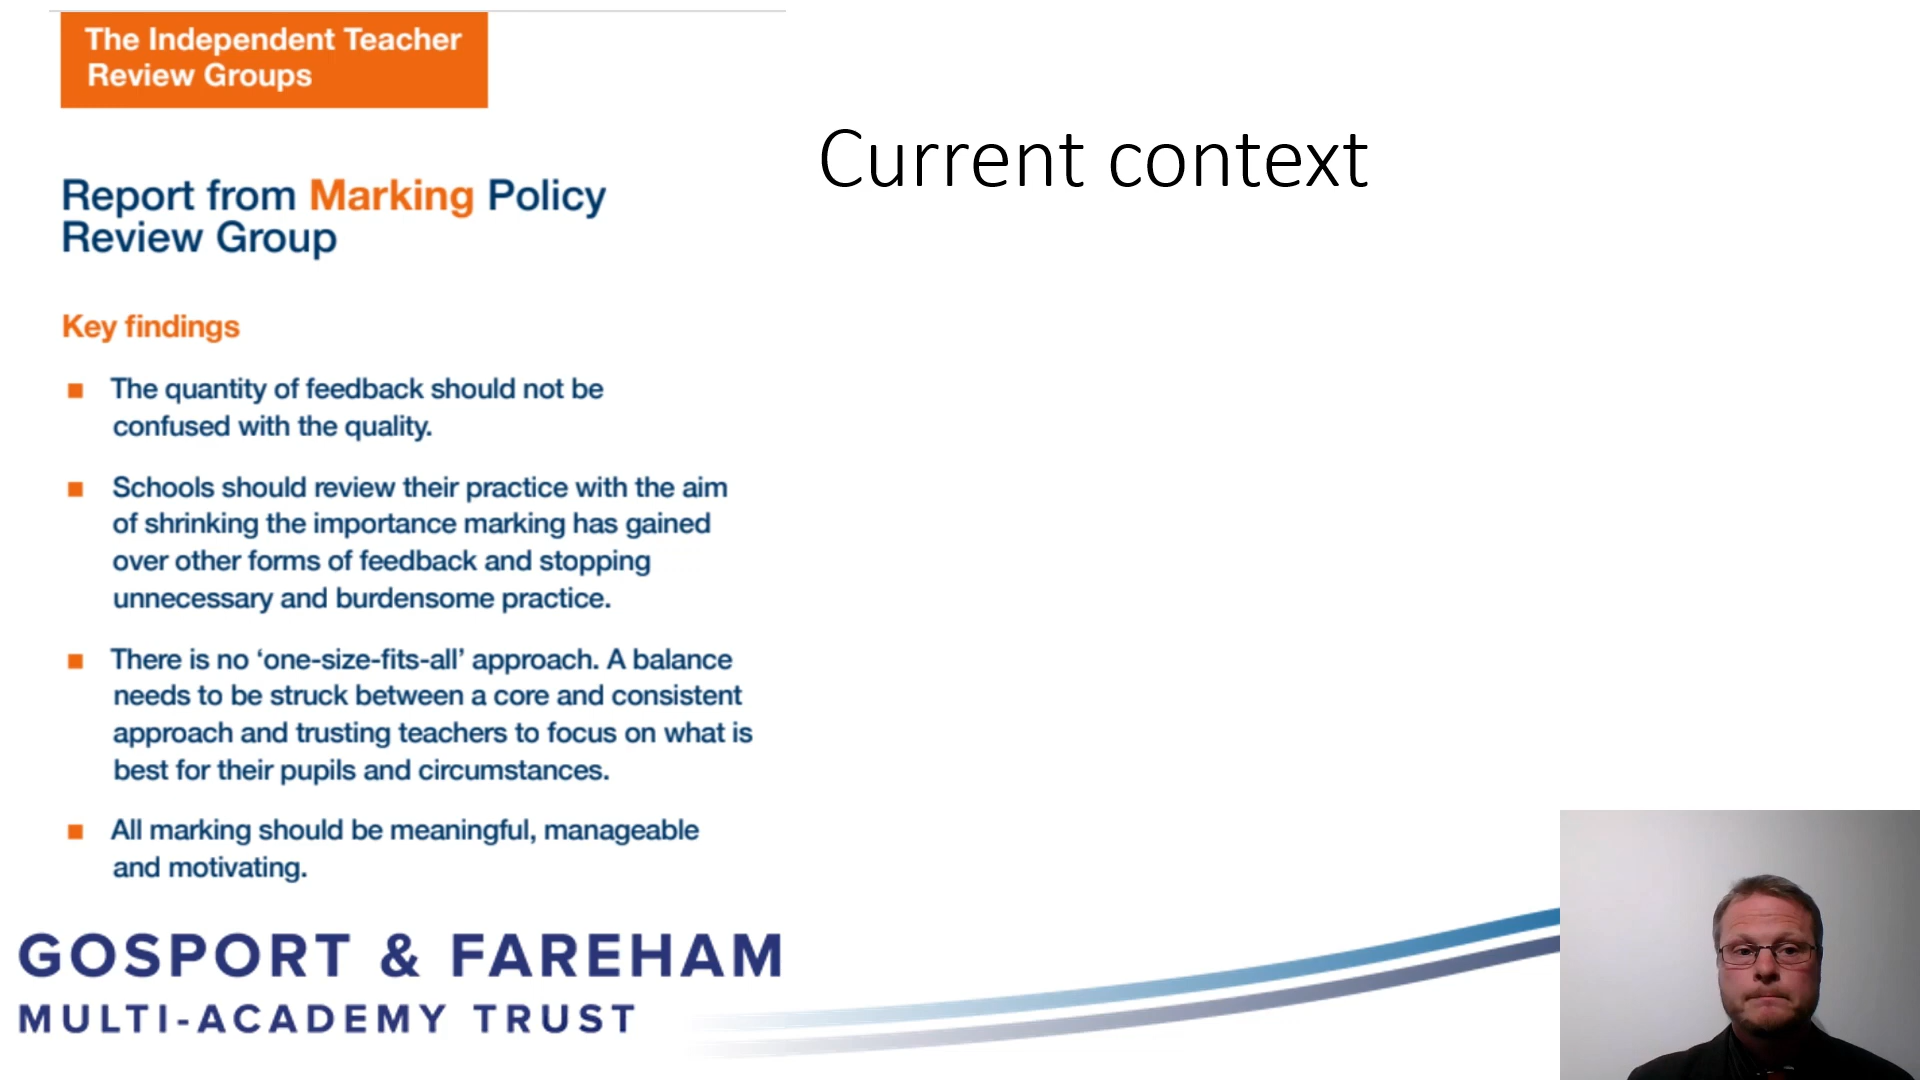 The Independent Teacher
Review Groups
Current context
Report from Marking Policy
Review Group
Key findings
The quantity of feedback should not be
confused with the quality.
Schools should review their practice with the aim
of shrinking the importance marking has gained
over other forms of feedback and stopping
unnecessary and burdensome practice.
There is no ‘one-size-fits-all’ approach. A balance
needs to be struck between a core and consistent
approach and trusting teachers to focus on what is
best for their pupils and circumstances.
All marking should be meaningful, manageable
and motivating.
GOSPORT & FAREHAM
MULTI-ACADEMY TRUST